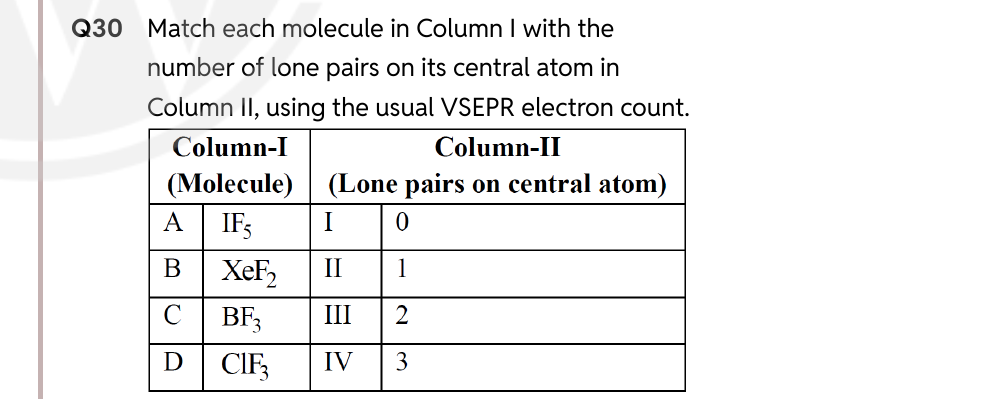 Q30 Match each molecule in Column I with the
number of lone pairs on its central atom in
Column II, using the usual VSEPR electron count.
Column-I Column-II
(Molecule) (Lone pairs on central atom)
A IF₅ I 0
B XeF₂ II 1
C BF₃ III 2
D ClF₃ IV 3